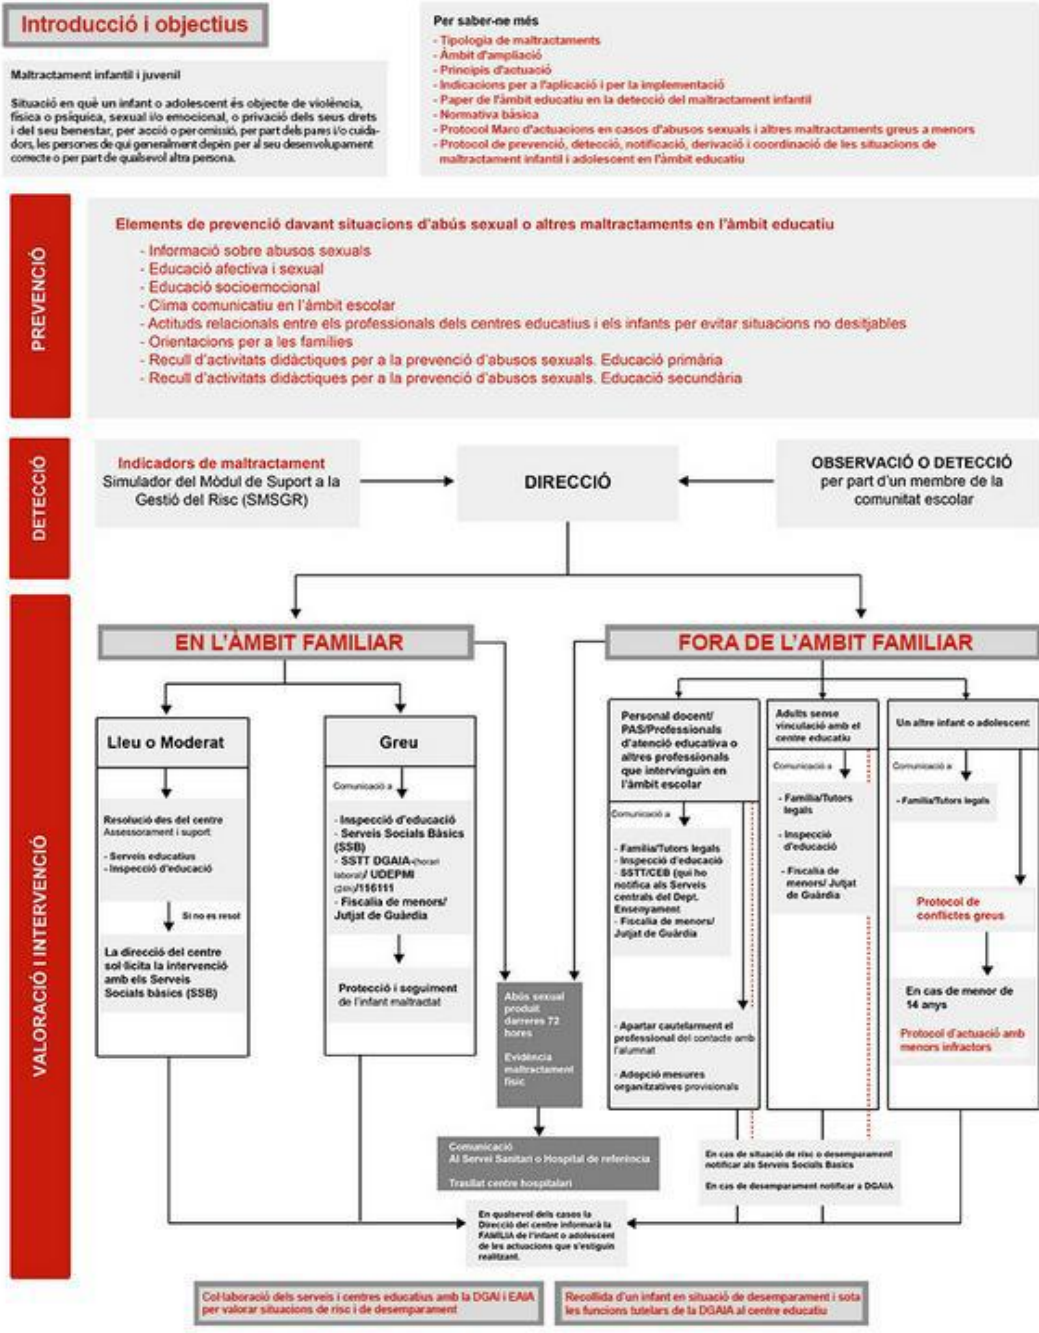 Introducció i objectius
Maltractament infantil i juvenil
Situació en què un infant o adolescent és objecte de violència,
física o psíquica, sexual i/o emocional, o privació dels seus drets
i del seu benestar, per acció o per omissió, per part dels pares i/o cuida-
dors, les persones de qui generalment depèn per al seu desenvolupament
correcte o per part de qualsevol altra persona.
Per saber-ne més
- Tipologia de maltractaments
- Àmbit d'ampliació
- Principis d'actuació
- Indicacions per a l'aplicació i per la implementació
- Paper de l'àmbit educatiu en la detecció del maltractament infantil
- Normativa bàsica
- Protocol Marc d'actuacions en casos d'abusos sexuals i altres maltractaments greus a menors
- Protocol de prevenció, detecció, notificació, derivació i coordinació de les situacions de
maltractament infantil i adolescent en l'àmbit educatiu
PREVENCIÓ
Elements de prevenció davant situacions d'abús sexual o altres maltractaments en l'àmbit educatiu
- Informació sobre abusos sexuals
- Educació afectiva i sexual
- Educació socioemocional
- Clima comunicatiu en l'àmbit escolar
- Actituds relacionals entre els professionals dels centres educatius i els infants per evitar situacions no desitjables
- Orientacions per a les famílies
- Recull d'activitats didàctiques per a la prevenció d'abusos sexuals. Educació primària
- Recull d'activitats didàctiques per a la prevenció d'abusos sexuals. Educació secundària
DETECCIÓ
Indicadors de maltractament
Simulador del Mòdul de Suport a la
Gestió del Risc (SMSGR)
DIRECCIÓ
OBSERVACIÓ O DETECCIÓ
per part d'un membre de la
comunitat escolar
VALORACIÓ I INTERVENCIÓ
EN L'ÀMBIT FAMILIAR
Lleu o Moderat
Resolució des del centre
Assessorament i suport:
- Serveis educatius
- Inspecció d'educació
Si no es resol
La direcció del centre
sol·licita la intervenció
amb els Serveis
Socials bàsics (SSB)
Greu
Comunicació a
- Inspecció d'educació
- Serveis Socials Bàsics
(SSB)
- SSTT DGAIA-(horari
laboral)/ UDEPMI
(24h)/116111
- Fiscalia de menors/
Jutjat de Guàrdia
Protecció i seguiment
de l'infant maltractat
Abús sexual
produït
darreres 72
hores
Evidència
maltractament
físic
Comunicació
Al Servei Sanitari o Hospital de referència
Trasllat centre hospitalari
FORA DE L'AMBIT FAMILIAR
Personal docent/
PAS/Professionals
d'atenció educativa o
altres professionals
que intervinguin en
l'àmbit escolar
Comunicació a
- Família/Tutors legals
- Inspecció d'educació
- SSTT/CEB (qui ho
notifica als Serveis
centrals del Dept.
Ensenyament
- Fiscalia de menors/
Jutjat de Guàrdia
- Apartar cautelarment el
professional del contacte amb
l'alumnat
- Adopció mesures
organitzatives provisionals
Adults sense
vinculació amb el
centre educatiu
Comunicació a
- Família/Tutors
legals
- Inspecció
d'educació
- Fiscalia de
menors/ Jutjat
de Guàrdia
Un altre infant o adolescent
Comunicació a
- Família/Tutors legals
Protocol de
conflictes greus
En cas de menor de
14 anys
Protocol d'actuació amb
menors infractors
En cas de situació de risc o desemparament
notificar als Serveis Socials Basics
En cas de desemparament notificar a DGAIA
En qualsevol dels casos la
Direcció del centre informarà la
FAMÍLIA de l'infant o adolescent
de les actuacions que s'estiguin
realitzant.
Col·laboració dels serveis i centres educatius amb la DGAI i EAIA
per valorar situacions de risc i de desemparament
Recollida d'un infant en situació de desemparament i sota
les funcions tutelars de la DGAIA al centre educatiu